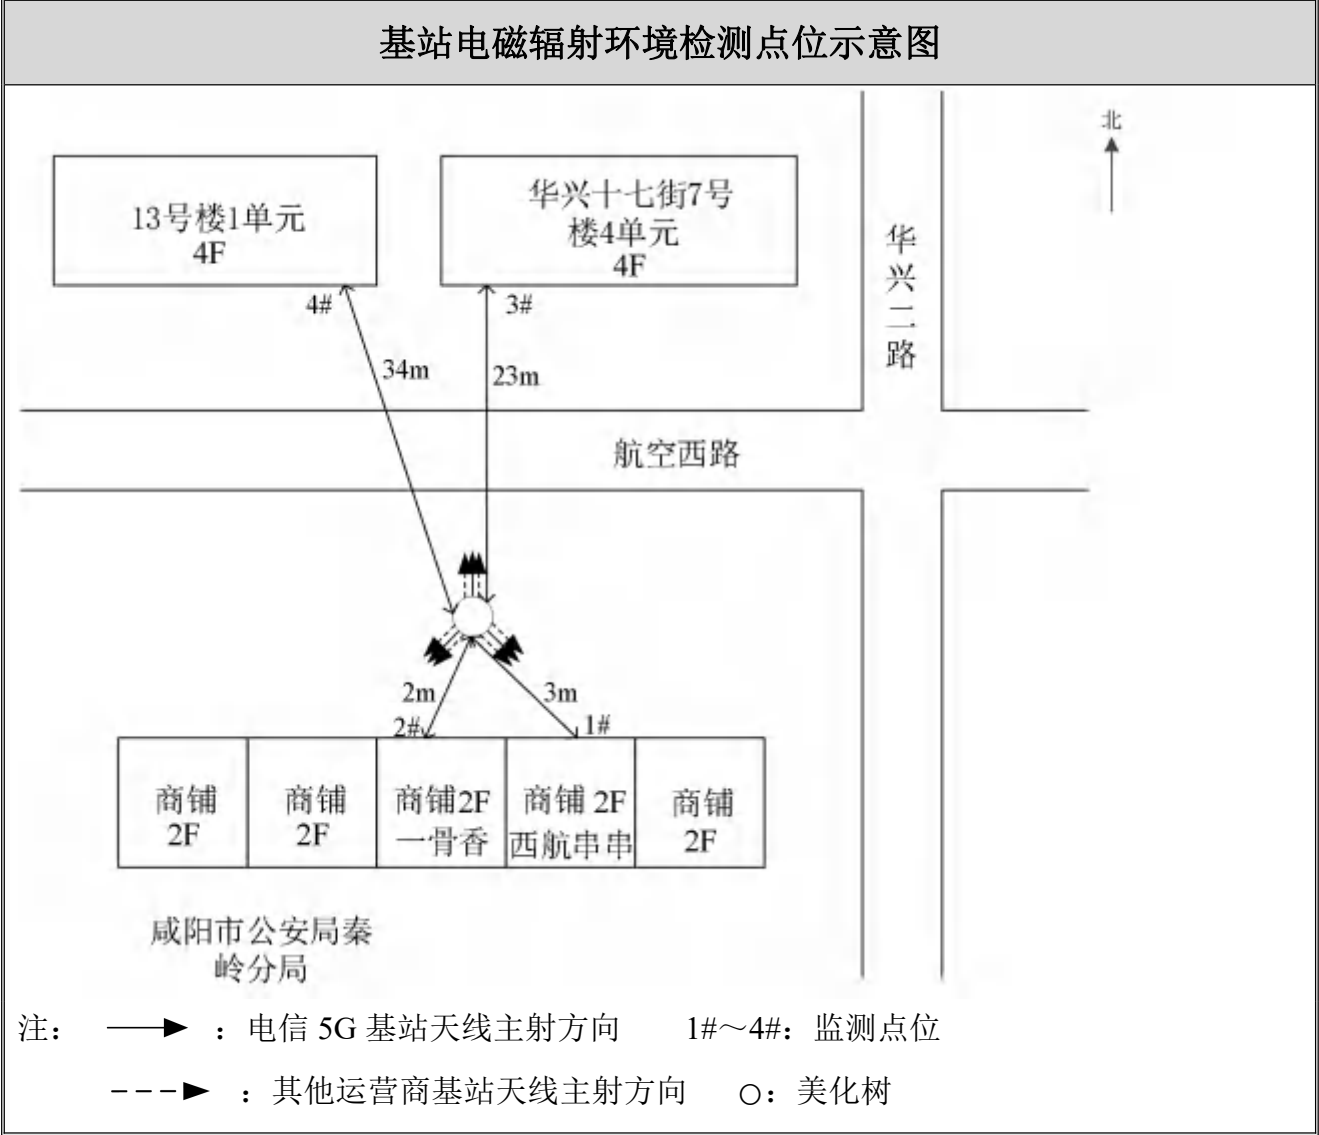 基站电磁辐射环境检测点位示意图
北
13号楼1单元
4F
华兴十七街7号
楼4单元
4F
华兴二路
4#
3#
34m
23m
航空西路
2m
3m
2#
1#
商铺
2F
商铺
2F
商铺2F
一骨香
商铺 2F
西航串串
商铺
2F
咸阳市公安局秦
岭分局
注： ：电信 5G 基站天线主射方向 1#～4#：监测点位
：其他运营商基站天线主射方向 ○：美化树